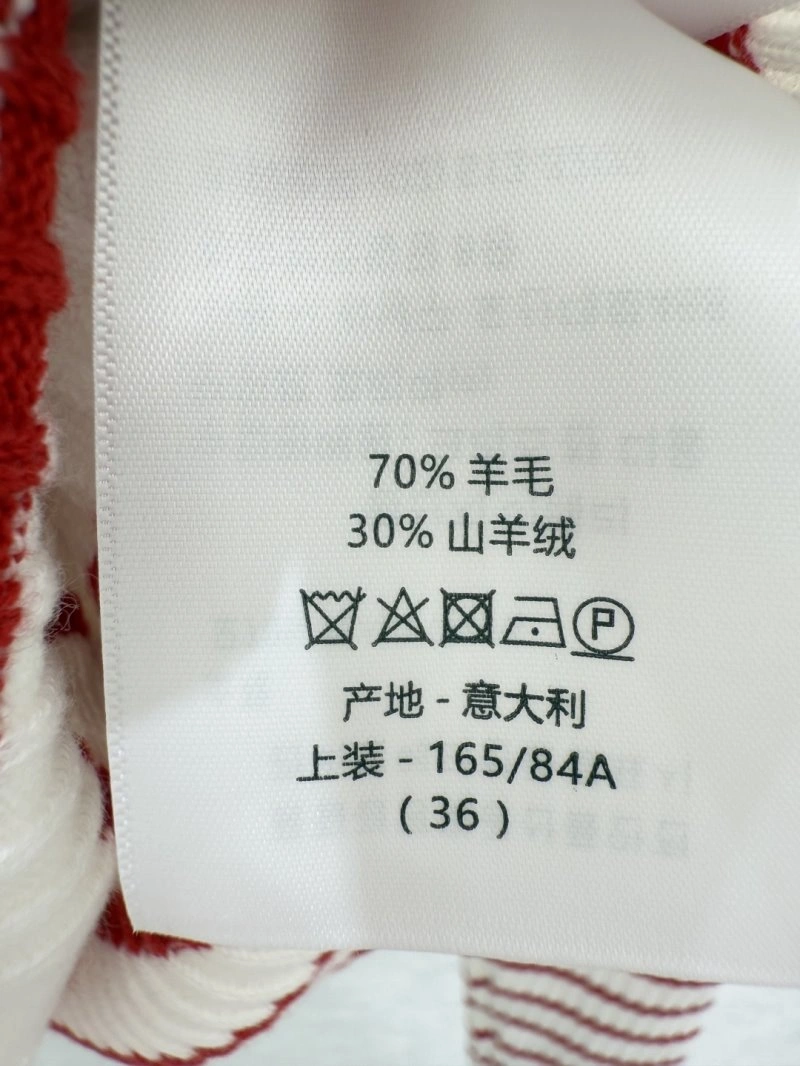 70% 羊毛
30% 山羊绒
P
产地 - 意大利
上装 - 165/84A
( 36 )